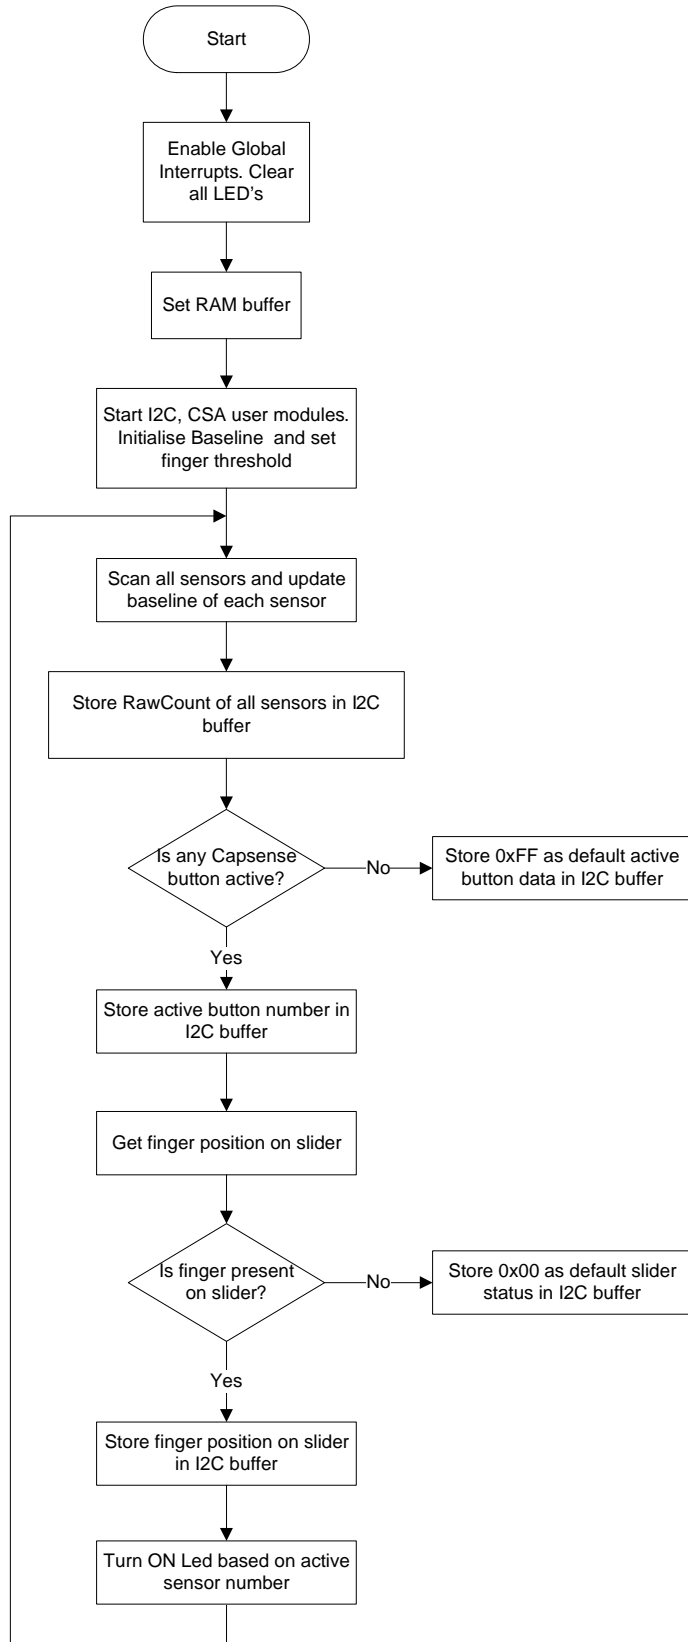 Start
Enable Global
Interrupts. Clear
all LED's
Set RAM buffer
Start I2C, CSA user modules.
Initialise Baseline  and set
finger threshold
Scan all sensors and update
baseline of each sensor
Store RawCount of all sensors in I2C
buffer
Is any Capsense
button active?
No
Store 0xFF as default active
button data in I2C buffer
Yes
Store active button number in
I2C buffer
Get finger position on slider
Is finger present
on slider?
No
Store 0x00 as default slider
status in I2C buffer
Yes
Store finger position on slider
in I2C buffer
Turn ON Led based on active
sensor number